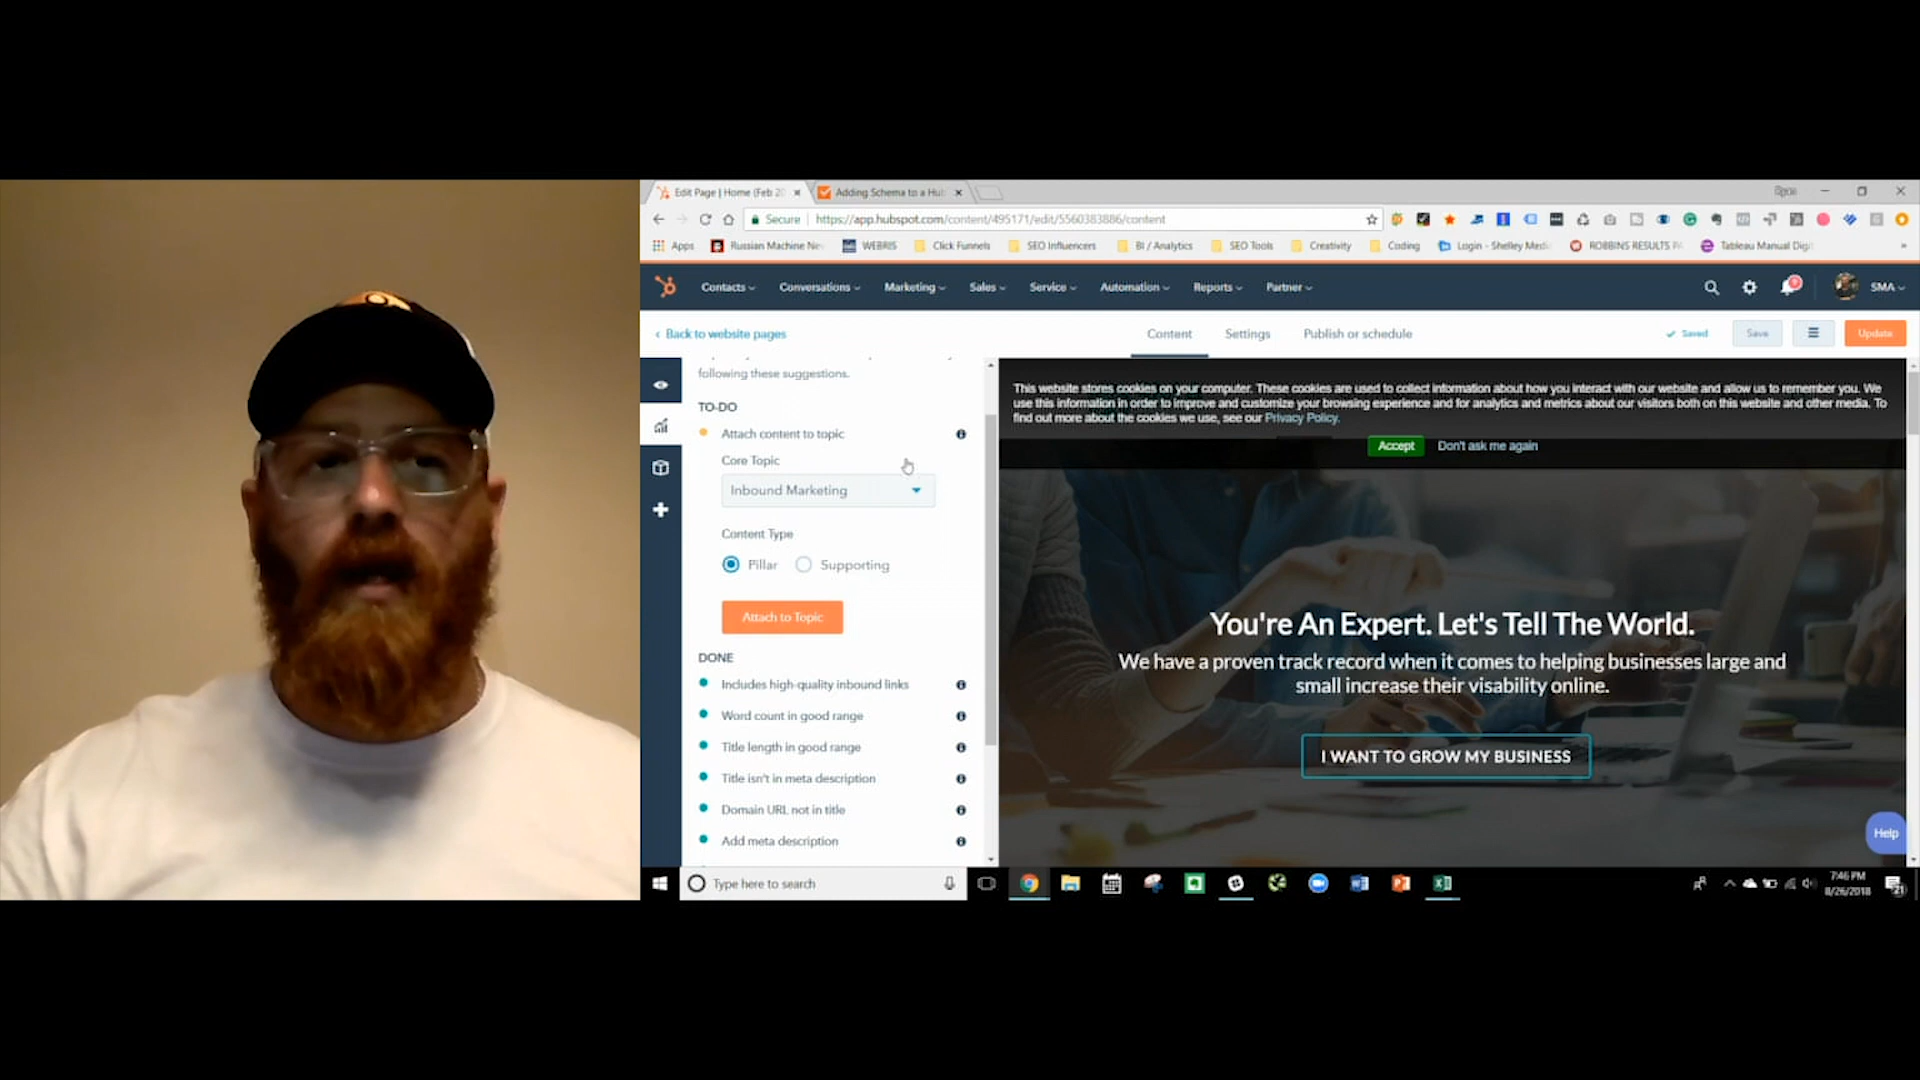 Edit Page | Home (Feb 20
Adding Schema to a Hub
Secure
https://app.hubspot.com/content/495171/edit/5560383886/content
Apps
Russian Machine Nev
WEBRIS
Click Funnels
SEO Influencers
BI / Analytics
SEO Tools
Creativity
Coding
Login - Shelley Medi
ROBBINS RESULTS
Tableau Manual Digi
Contacts
Conversations
Marketing
Sales
Service
Automation
Reports
Partner
SMA
Back to website pages
Content
Settings
Publish or schedule
Saved
Save
Update
following these suggestions.
TO-DO
Attach content to topic
Core Topic
Inbound Marketing
Content Type
Pillar
Supporting
Attach to Topic
DONE
Includes high-quality inbound links
Word count in good range
Title length in good range
Title isn't in meta description
Domain URL not in title
Add meta description
This website stores cookies on your computer. These cookies are used to collect information about how you interact with our website and allow us to remember you. We
use this information in order to improve and customize your browsing experience and for analytics and metrics about our visitors both on this website and other media. To
find out more about the cookies we use, see our Privacy Policy.
Accept
Don't ask me again
You're An Expert. Let's Tell The World.
We have a proven track record when it comes to helping businesses large and
small increase their visability online.
I WANT TO GROW MY BUSINESS
Help
Type here to search
7:46 PM
8/26/2018
21